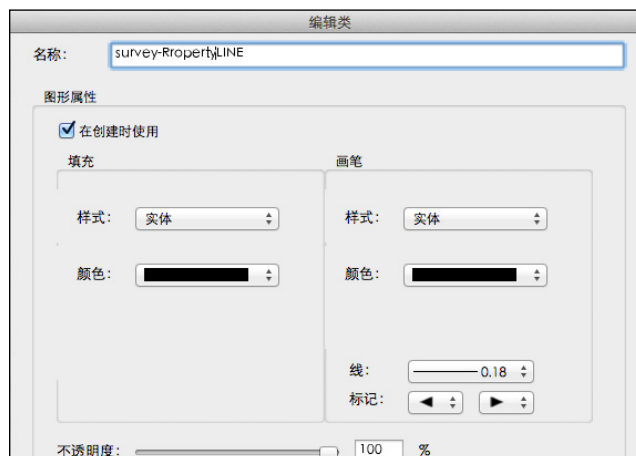 编辑类
名称： survey-RropertyLINE
图形属性
在创建时使用
填充 画笔
样式： 实体 样式： 实体
颜色： 颜色：
线： 0.18
标记：
不透明度： 100 %